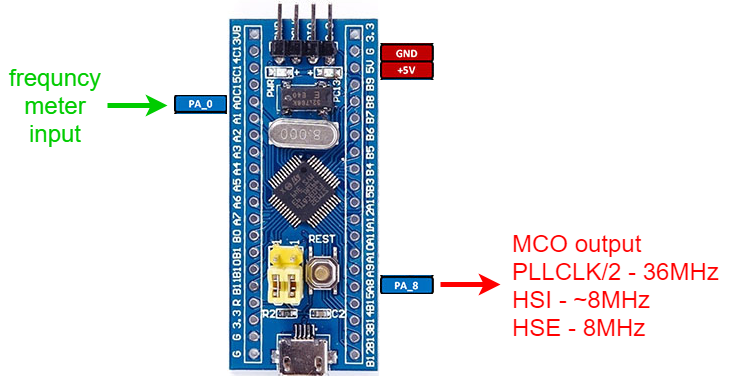 frequncy
meter
input
PA_0
VB
C13
C14
C15
A0
A1
A2
A3
A4
A5
A6
A7
B0
B1
B10
B11
R
3.3
G
G
PWR
PC13
8.000
REST
R2
C2
3.3
G
5V
B9
B8
B7
B6
B5
B4
B3
A15
A12
A11
A10
A9
A8
B15
B14
B13
B12
GND
+5V
PA_8
MCO output
PLLCLK/2 - 36MHz
HSI - ~8MHz
HSE - 8MHz